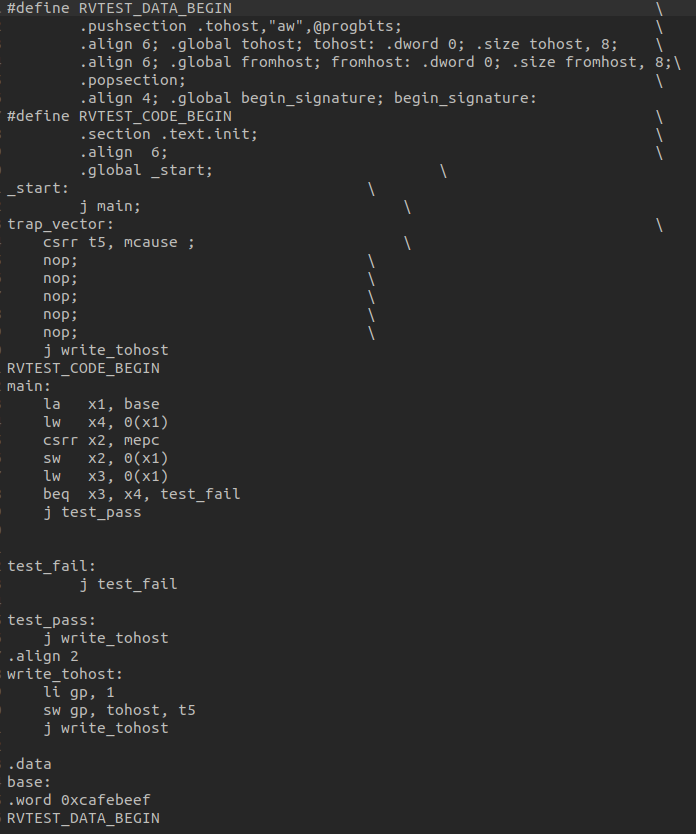 #define RVTEST_DATA_BEGIN \
.pushsection .tohost,"aw",@progbits; \
.align 6; .global tohost; tohost: .dword 0; .size tohost, 8; \
.align 6; .global fromhost; fromhost: .dword 0; .size fromhost, 8;\
.popsection; \
.align 4; .global begin_signature; begin_signature:
#define RVTEST_CODE_BEGIN \
.section .text.init; \
.align  6; \
.global _start; \
_start: \
j main; \
trap_vector: \
csrr t5, mcause ; \
nop; \
nop; \
nop; \
nop; \
nop; \
j write_tohost
RVTEST_CODE_BEGIN
main:
la   x1, base
lw   x4, 0(x1)
csrr x2, mepc
sw   x2, 0(x1)
lw   x3, 0(x1)
beq  x3, x4, test_fail
j test_pass
test_fail:
j test_fail
test_pass:
j write_tohost
.align 2
write_tohost:
li gp, 1
sw gp, tohost, t5
j write_tohost
.data
base:
.word 0xcafebeef
RVTEST_DATA_BEGIN